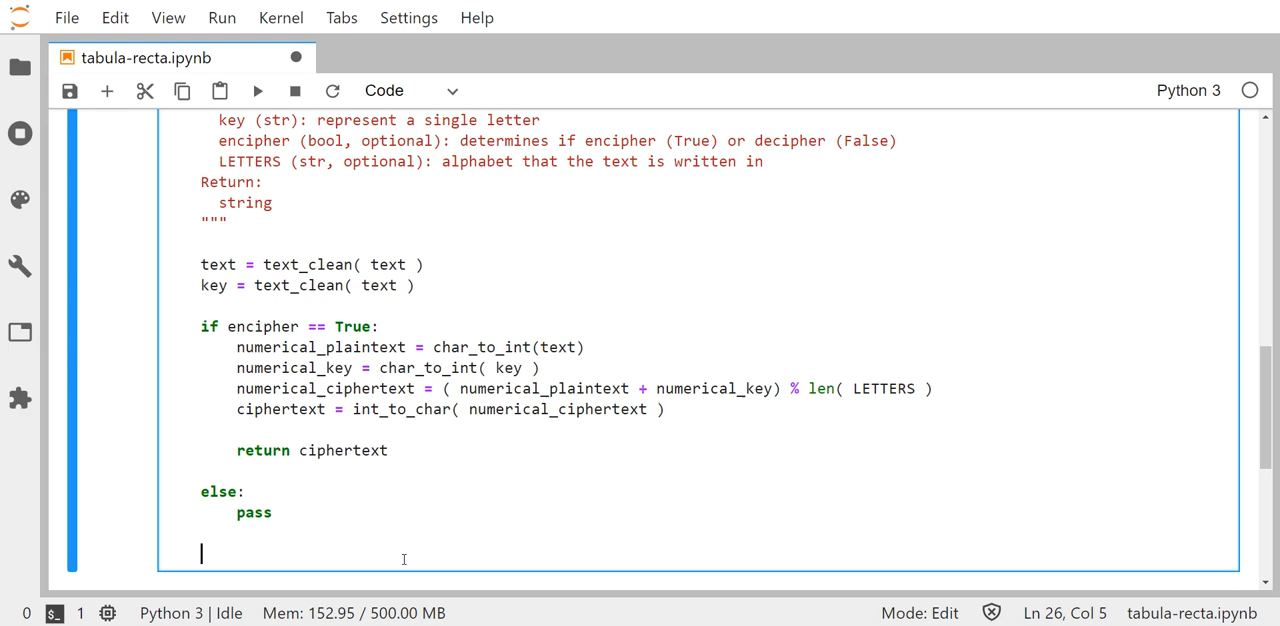 File Edit View Run Kernel Tabs Settings Help
tabula-recta.ipynb
Code Python 3
key (str): represent a single letter
encipher (bool, optional): determines if encipher (True) or decipher (False)
LETTERS (str, optional): alphabet that the text is written in
Return:
string
"""
text = text_clean( text )
key = text_clean( text )
if encipher == True:
numerical_plaintext = char_to_int(text)
numerical_key = char_to_int( key )
numerical_ciphertext = ( numerical_plaintext + numerical_key) % len( LETTERS )
ciphertext = int_to_char( numerical_ciphertext )
return ciphertext
else:
pass
0 $_ 1 Python 3 | Idle Mem: 152.95 / 500.00 MB Mode: Edit Ln 26, Col 5 tabula-recta.ipynb